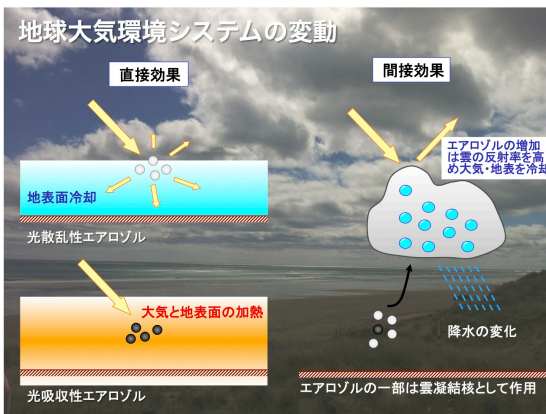 地球大気環境システムの変動
直接効果
間接効果
エアロゾルの増加
は雲の反射率を高
め大気・地表を冷却
地表面冷却
光散乱性エアロゾル
大気と地表面の加熱
降水の変化
光吸収性エアロゾル
エアロゾルの一部は雲凝結核として作用